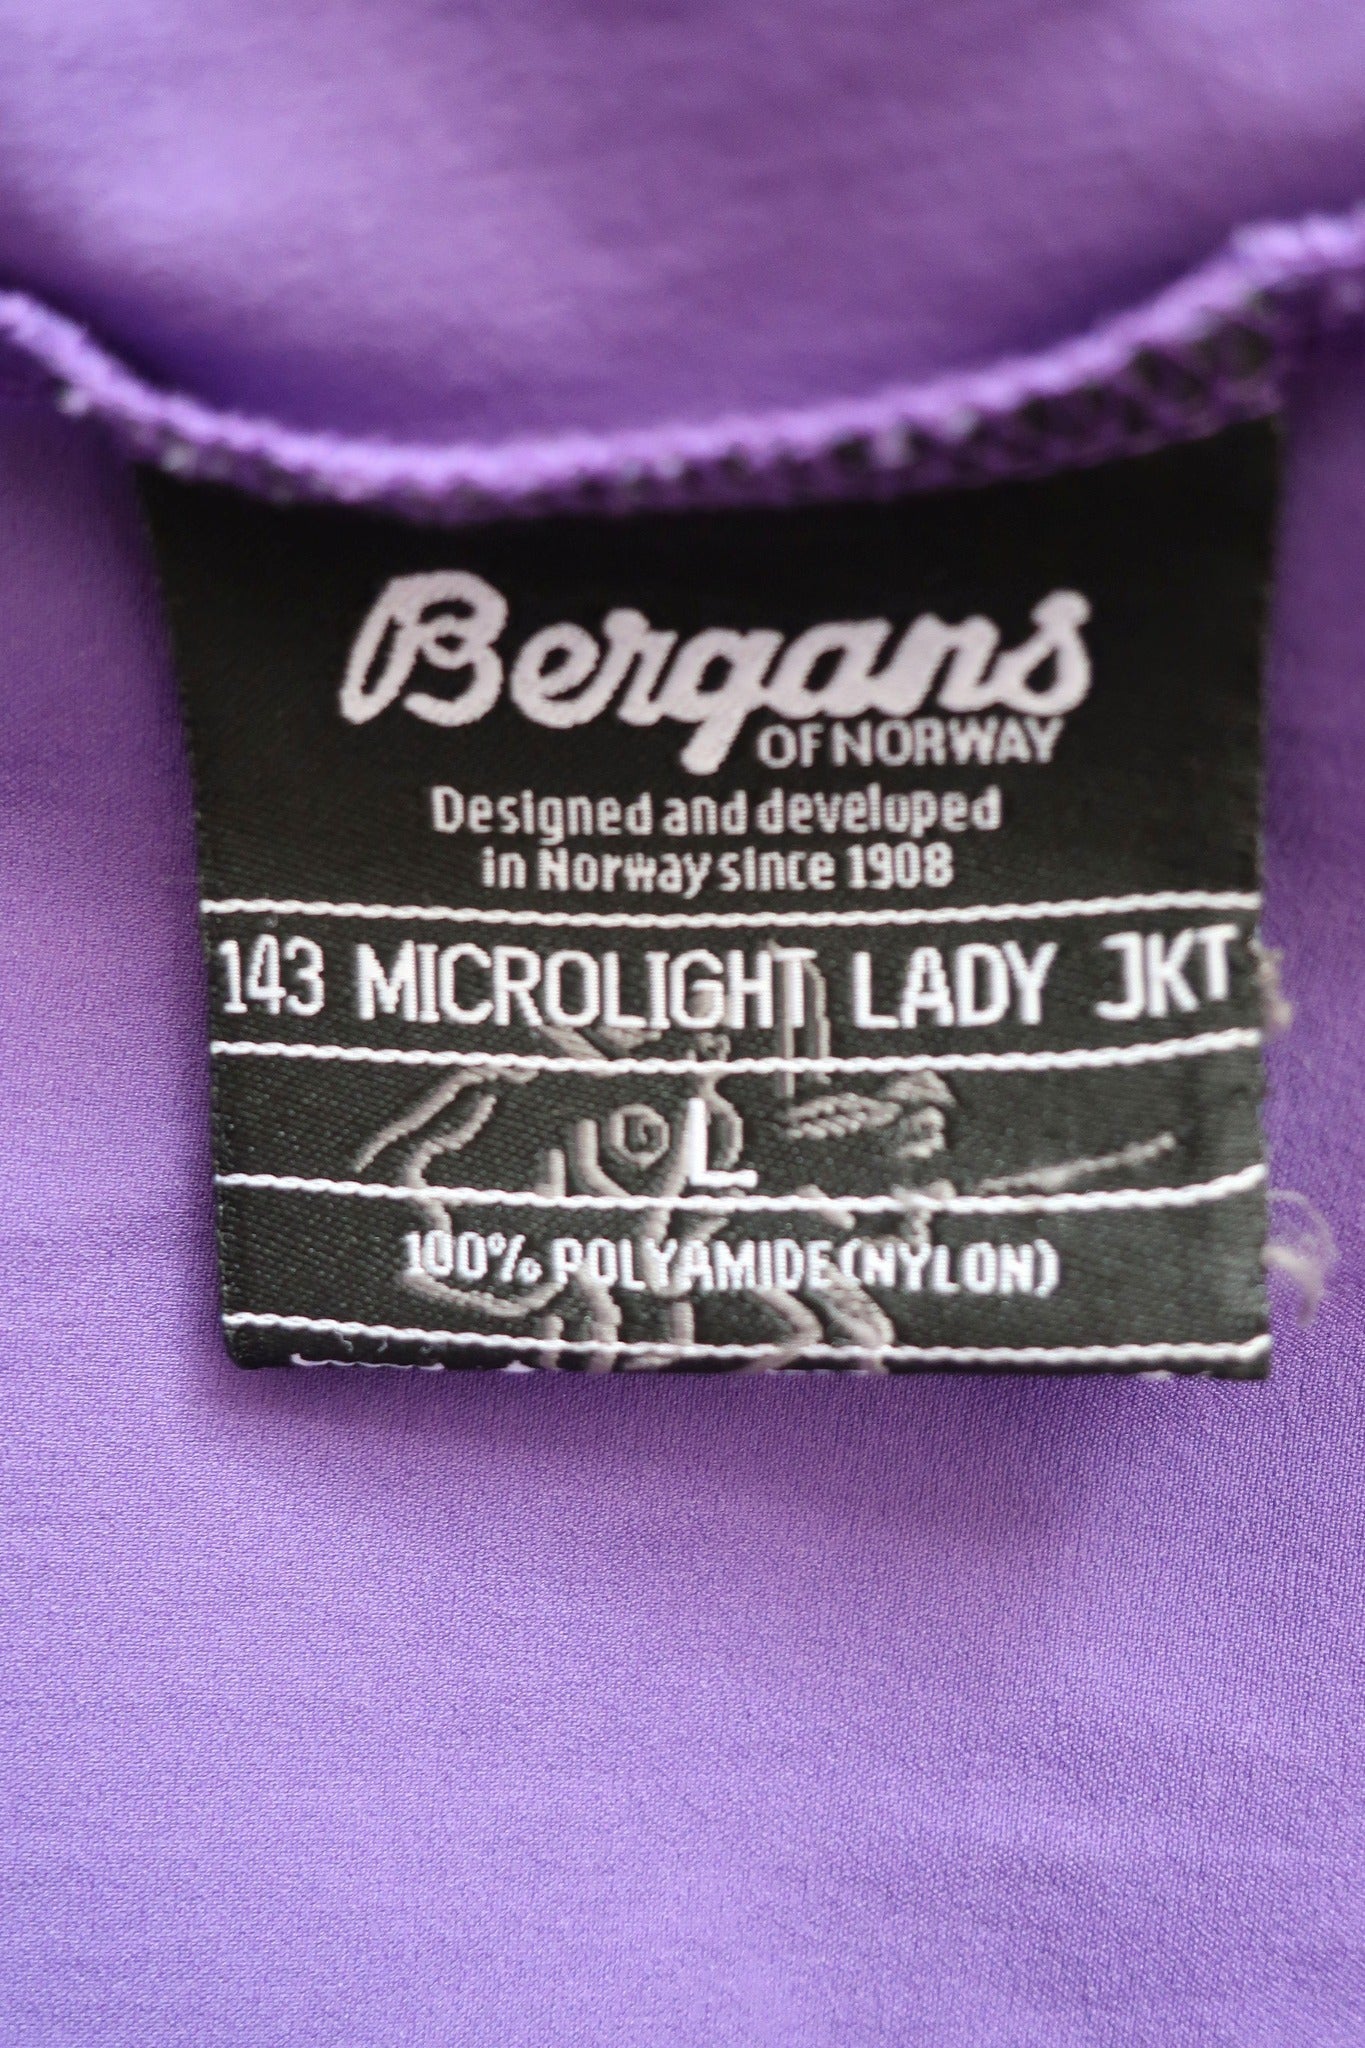 Bergans
OF NORWAY
Designed and developed
in Norway since 1908
143 MICROLIGHT LADY JKT
L
100% POLYAMIDE (NYLON)